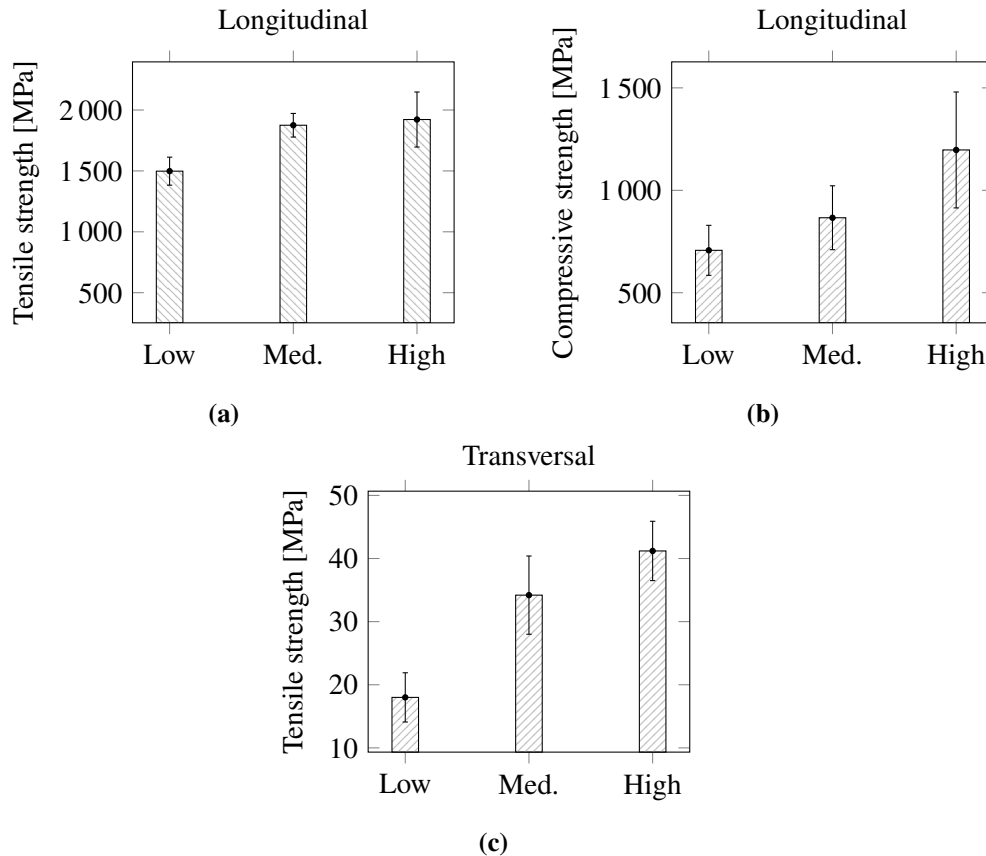 Longitudinal
Tensile strength [MPa]
2 000
1 500
1 000
500
Low Med. High
(a)
Longitudinal
Compressive strength [MPa]
1 500
1 000
500
Low Med. High
(b)
Transversal
Tensile strength [MPa]
50
40
30
20
10
Low Med. High
(c)